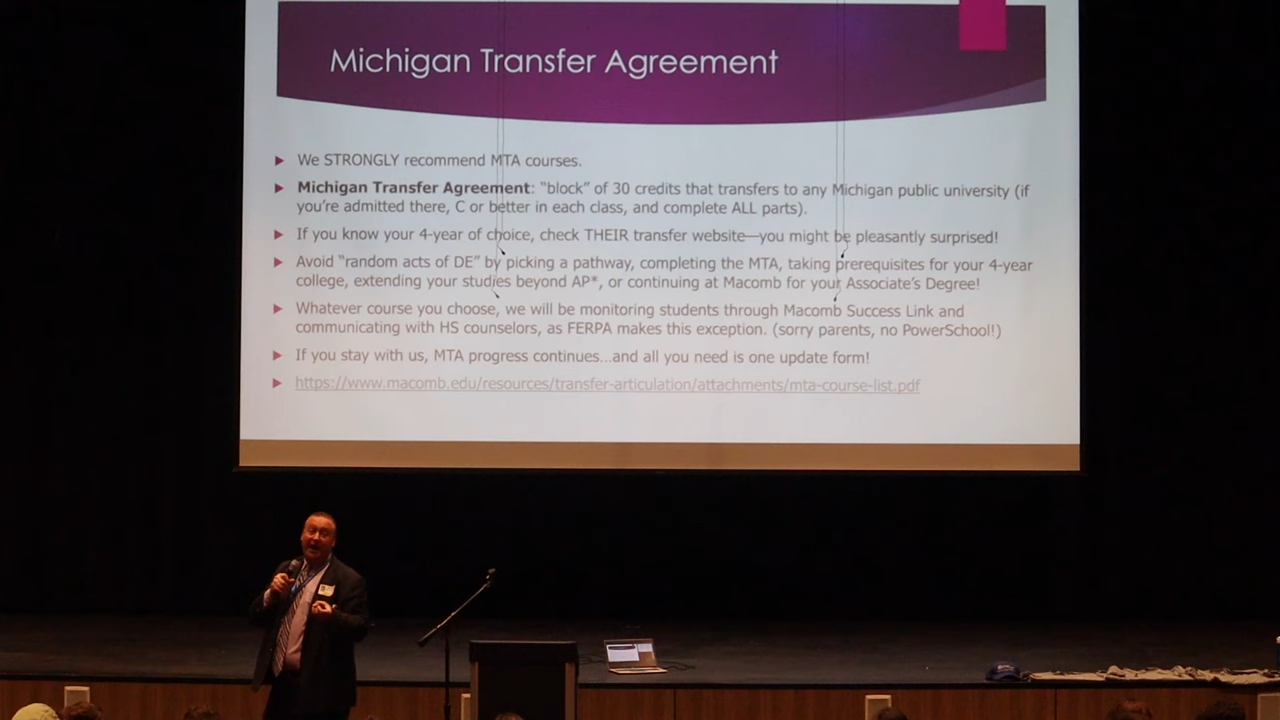 Michigan Transfer Agreement
We STRONGLY recommend MTA courses.
Michigan Transfer Agreement: "block" of 30 credits that transfers to any Michigan public university (if
you're admitted there, C or better in each class, and complete ALL parts).
If you know your 4-year of choice, check THEIR transfer website—you might be pleasantly surprised!
Avoid "random acts of DE" by picking a pathway, completing the MTA, taking prerequisites for your 4-year
college, extending your studies beyond AP*, or continuing at Macomb for your Associate's Degree!
Whatever course you choose, we will be monitoring students through Macomb Success Link and
communicating with HS counselors, as FERPA makes this exception. (sorry parents, no PowerSchool!)
If you stay with us, MTA progress continues...and all you need is one update form!
https://www.macomb.edu/resources/transfer-articulation/attachments/mta-course-list.pdf